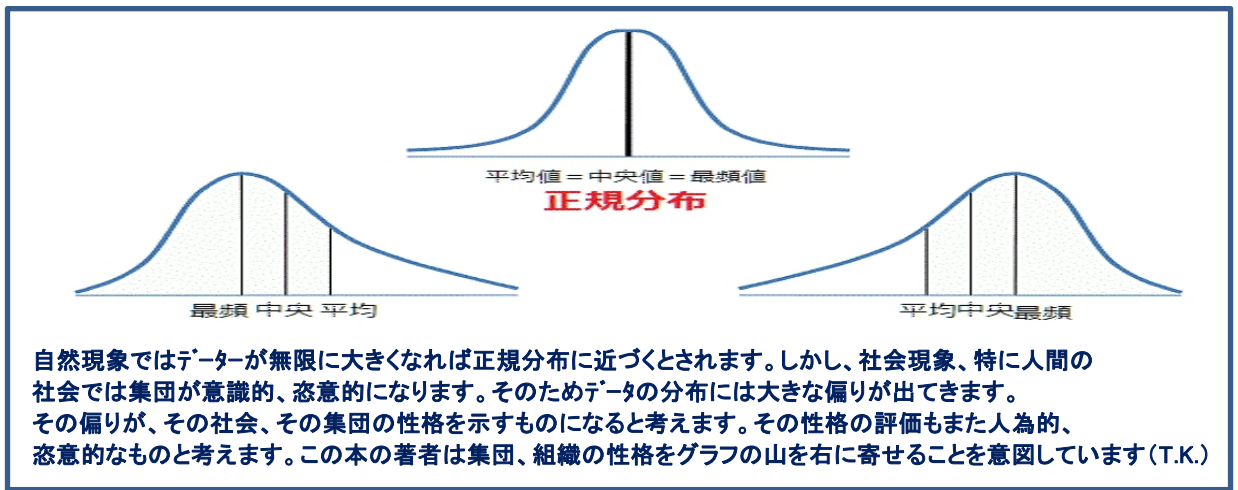 平均値＝中央値＝最頻値
正規分布
最頻 中央 平均
平均 中央 最頻
自然現象ではﾃﾞｰﾀｰが無限に大きくなれば正規分布に近づくとされます。しかし、社会現象、特に人間の
社会では集団が意識的、恣意的になります。そのためﾃﾞｰﾀの分布には大きな偏りが出てきます。
その偏りが、その社会、その集団の性格を示すものになると考えます。その性格の評価もまた人為的、
恣意的なものと考えます。この本の著者は集団、組織の性格をグラフの山を右に寄せることを意図しています（T.K.）